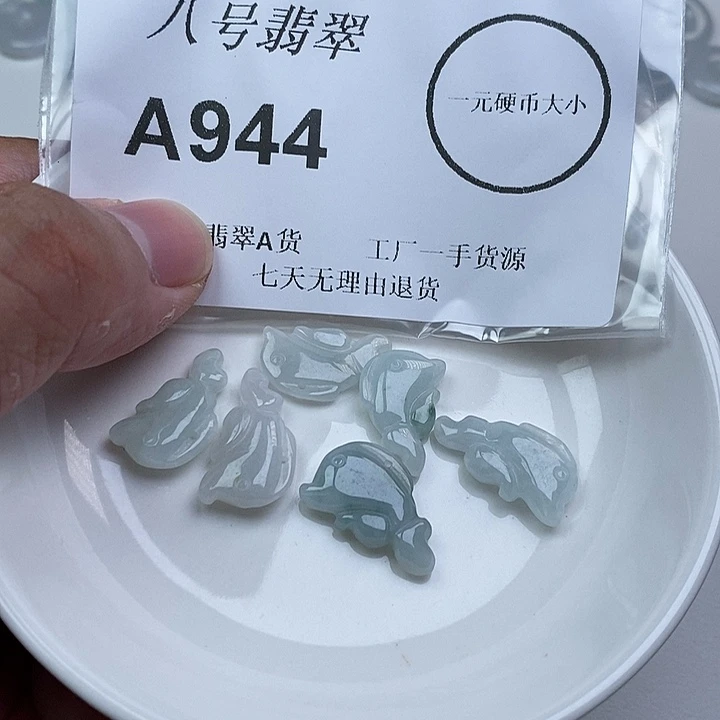 八号翡翠
一元硬币大小
A944
翡翠A货 工厂一手货源
七天无理由退货